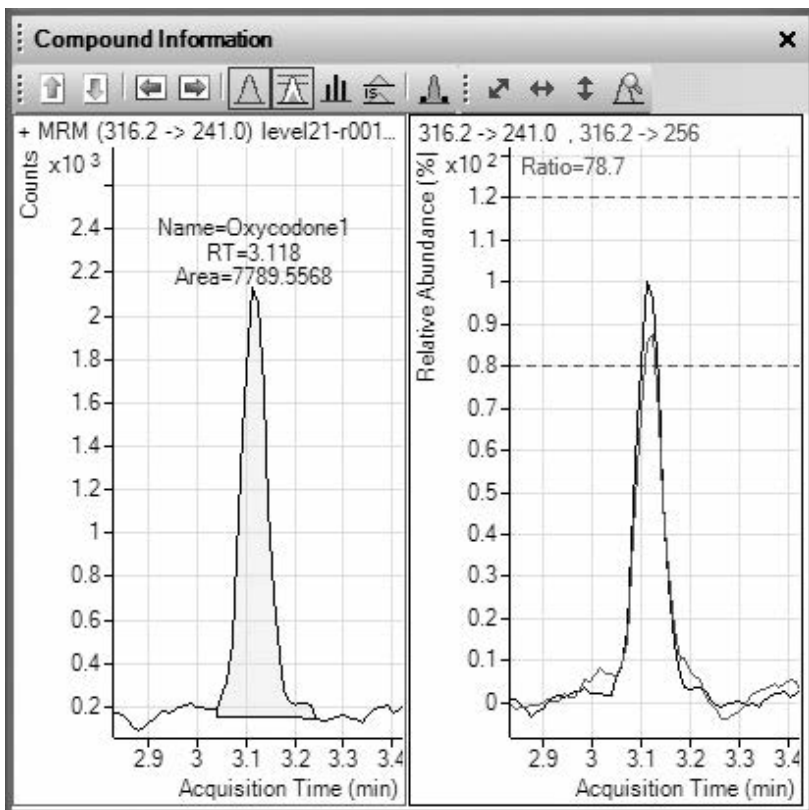 Compound Information
IS
+ MRM (316.2 -> 241.0) level21-r001...
Counts
x10 3
2.4
2.2
2
1.8
1.6
1.4
1.2
1
0.8
0.6
0.4
0.2
Name=Oxycodone1
RT=3.118
Area=7789.5568
2.9 3 3.1 3.2 3.3 3.4
Acquisition Time (min)
316.2 -> 241.0 , 316.2 -> 256
Relative Abundance (%)
x10 2
Ratio=78.7
1.2
1.1
1
0.9
0.8
0.7
0.6
0.5
0.4
0.3
0.2
0.1
0
2.9 3 3.1 3.2 3.3 3.4
Acquisition Time (min)